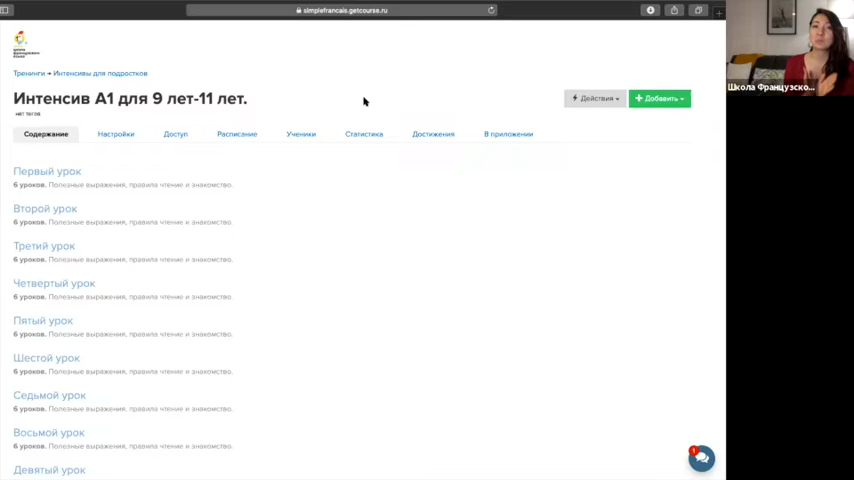 simplefrancais.getcourse.ru
школа
французского
языка
Тренинги → Интенсивы для подростков
Интенсив А1 для 9 лет-11 лет.
нет тегов
Действия
Добавить
Содержание Настройки Доступ Расписание Ученики Статистика Достижения В приложении
Первый урок
6 уроков. Полезные выражения, правила чтение и знакомство.
Второй урок
6 уроков. Полезные выражения, правила чтение и знакомство.
Третий урок
6 уроков. Полезные выражения, правила чтение и знакомство.
Четвертый урок
6 уроков. Полезные выражения, правила чтение и знакомство.
Пятый урок
6 уроков. Полезные выражения, правила чтение и знакомство.
Шестой урок
6 уроков. Полезные выражения, правила чтение и знакомство.
Седьмой урок
6 уроков. Полезные выражения, правила чтение и знакомство.
Восьмой урок
6 уроков. Полезные выражения, правила чтение и знакомство.
Девятый урок
1
Школа Французско...